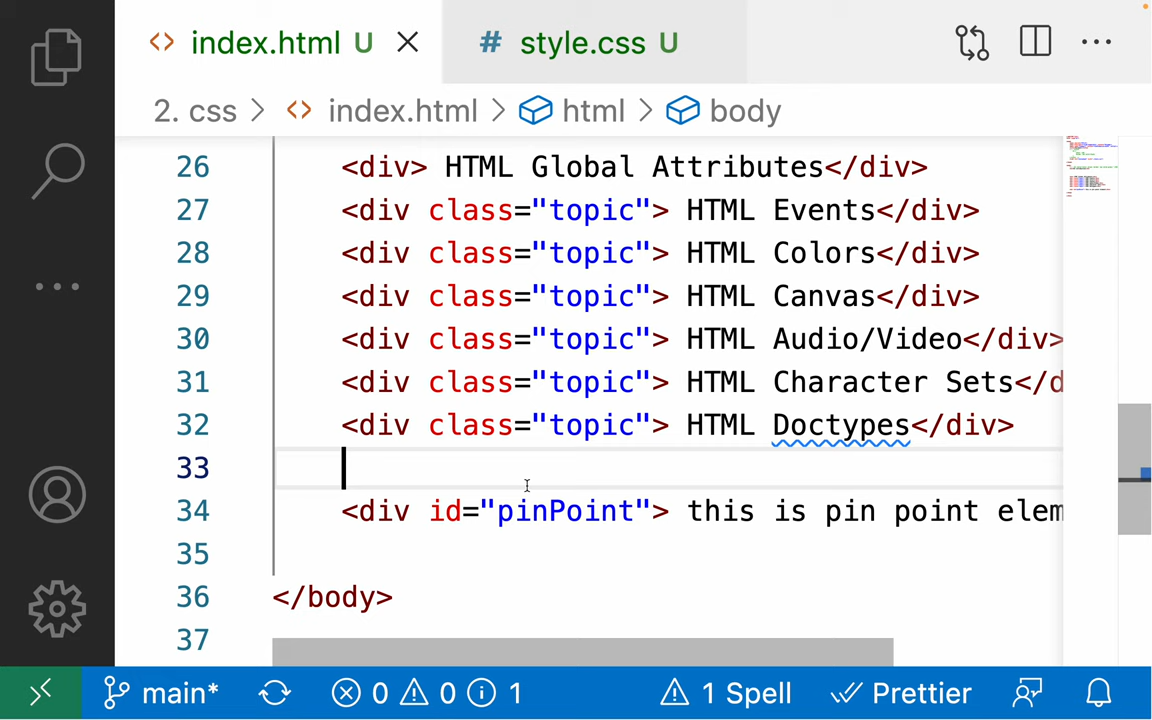 <> index.html U × # style.css U
2. css > <> index.html > html > body
26 <div> HTML Global Attributes</div>
27 <div class="topic"> HTML Events</div>
28 <div class="topic"> HTML Colors</div>
29 <div class="topic"> HTML Canvas</div>
30 <div class="topic"> HTML Audio/Video</div>
31 <div class="topic"> HTML Character Sets</d
32 <div class="topic"> HTML Doctypes</div>
33
34 <div id="pinPoint"> this is pin point elem
35
36 </body>
37
main* 0 0 1 1 Spell Prettier